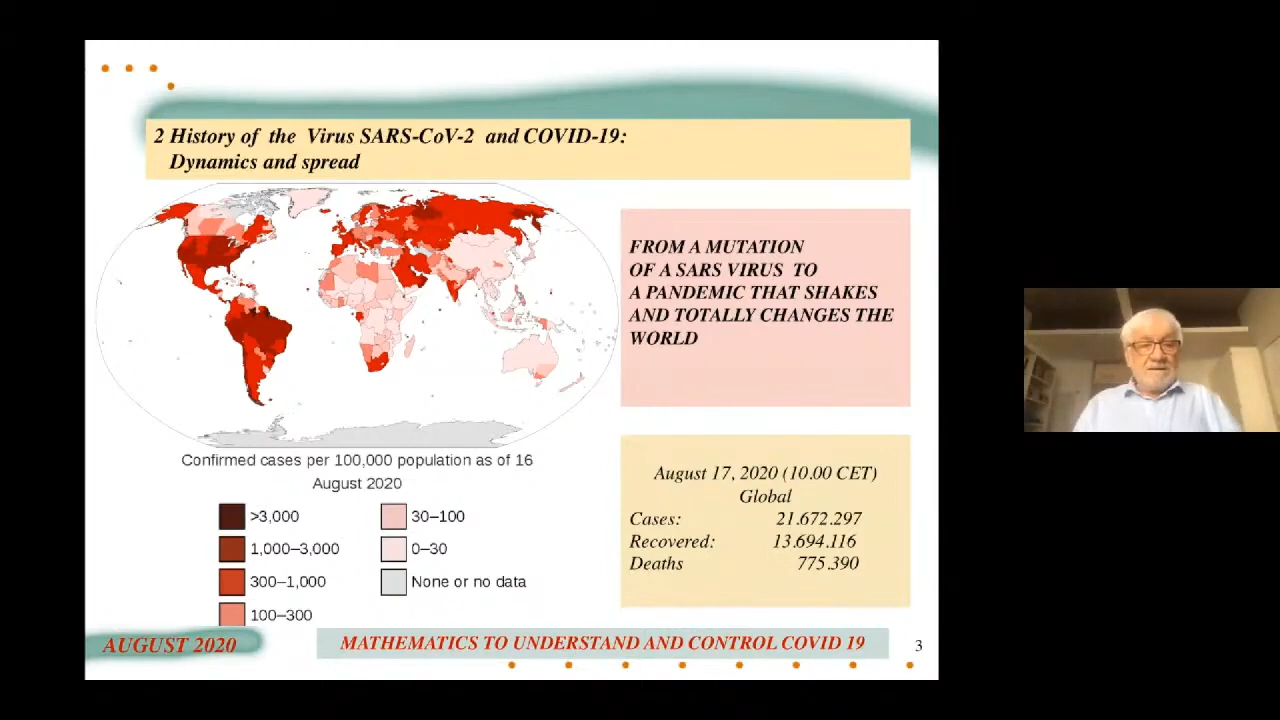 2 History of the Virus SARS-CoV-2 and COVID-19:
Dynamics and spread
FROM A MUTATION
OF A SARS VIRUS TO
A PANDEMIC THAT SHAKES
AND TOTALLY CHANGES THE
WORLD
Confirmed cases per 100,000 population as of 16
August 2020
>3,000
1,000–3,000
300–1,000
100–300
30–100
0–30
None or no data
August 17, 2020 (10.00 CET)
Global
Cases: 21.672.297
Recovered: 13.694.116
Deaths 775.390
AUGUST 2020
MATHEMATICS TO UNDERSTAND AND CONTROL COVID 19
3